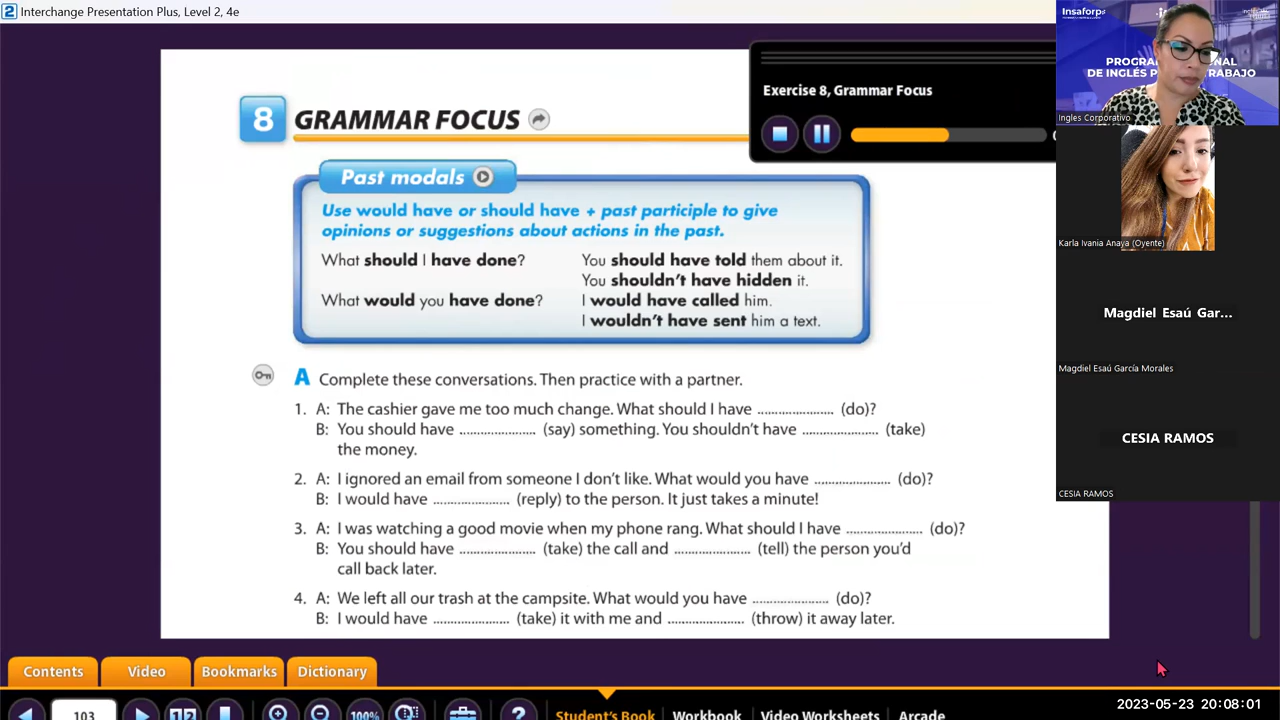 2 Interchange Presentation Plus, Level 2, 4e
8 GRAMMAR FOCUS
Exercise 8, Grammar Focus
Past modals
Use would have or should have + past participle to give
opinions or suggestions about actions in the past.
What should I have done? You should have told them about it.
You shouldn't have hidden it.
What would you have done? I would have called him.
I wouldn't have sent him a text.
A Complete these conversations. Then practice with a partner.
1. A: The cashier gave me too much change. What should I have .................... (do)?
B: You should have .................... (say) something. You shouldn't have .................... (take)
the money.
2. A: I ignored an email from someone I don't like. What would you have .................... (do)?
B: I would have .................... (reply) to the person. It just takes a minute!
3. A: I was watching a good movie when my phone rang. What should I have .................... (do)?
B: You should have .................... (take) the call and .................... (tell) the person you'd
call back later.
4. A: We left all our trash at the campsite. What would you have .................... (do)?
B: I would have .................... (take) it with me and .................... (throw) it away later.
Insaforp
PROGRAMA NAL
DE INGLÉS P RABAJO
Ingles Corporativo
Karla Ivania Anaya (Oyente)
Magdiel Esaú Gar...
Magdiel Esaú García Morales
CESIA RAMOS
CESIA RAMOS
Contents Video Bookmarks Dictionary
103 1 2 100% ? Student's Book Workbook Video Worksheets Arcade
2023-05-23 20:08:01